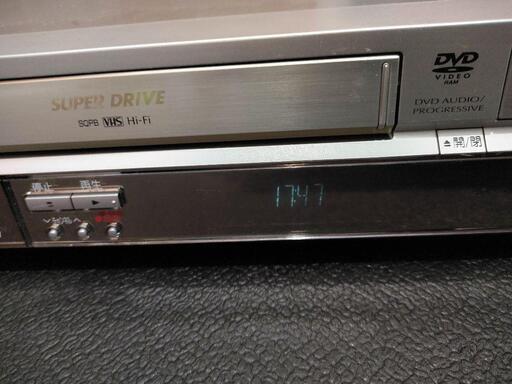 SUPER DRIVE
SQPB VHS Hi-Fi
DVD
VIDEO
RAM
DVD AUDIO/
PROGRESSIVE
▲開/閉
停止 再生
17:47